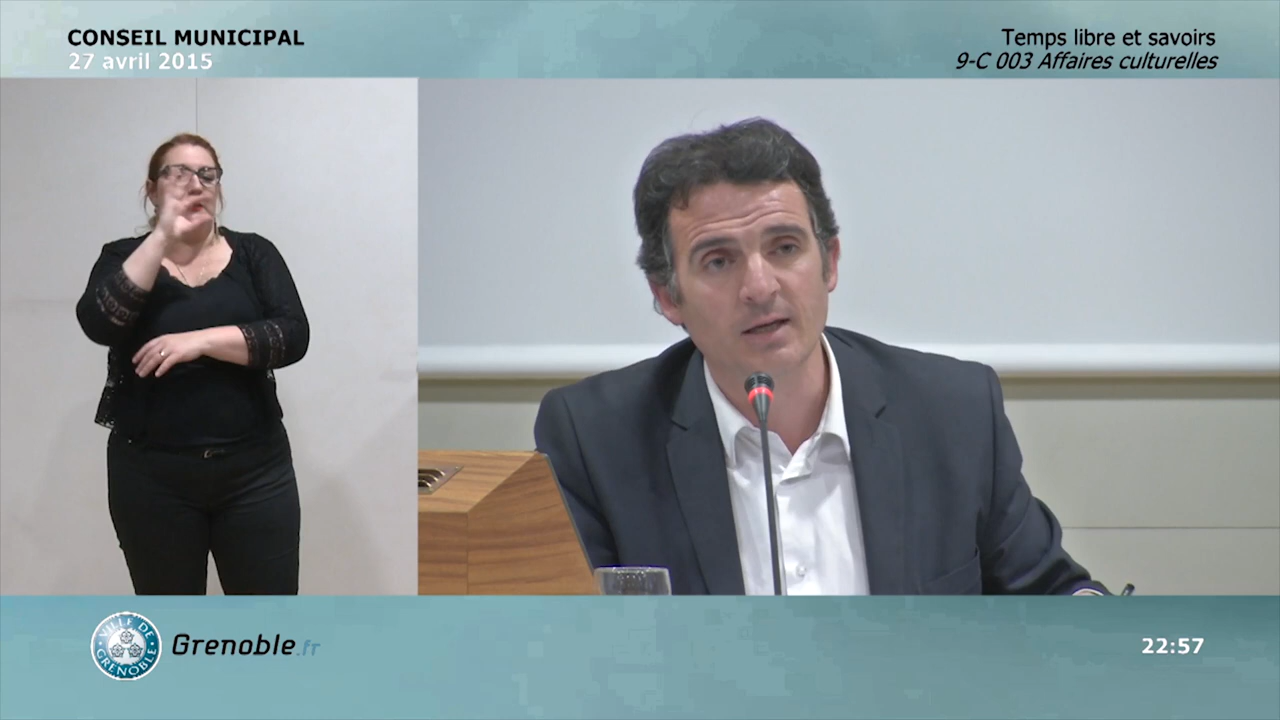 CONSEIL MUNICIPAL
27 avril 2015
Temps libre et savoirs
9-C 003 Affaires culturelles
VILLE DE
GRENOBLE
Grenoble.fr
22:57